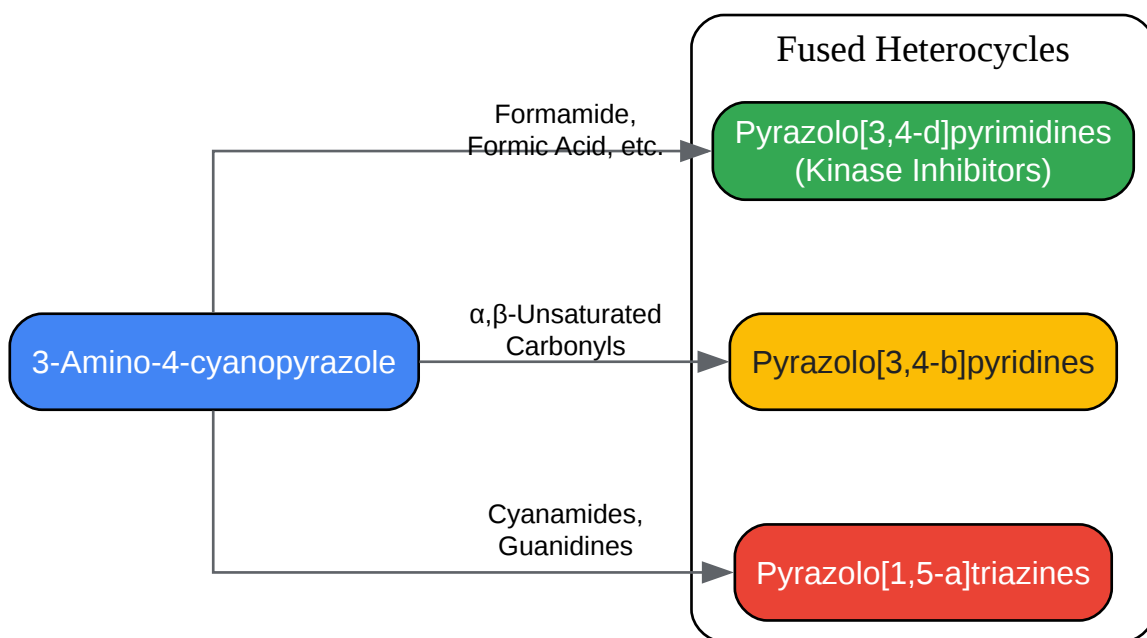 Fused Heterocycles
Formamide,
Formic Acid, etc.
Pyrazolo[3,4-d]pyrimidines
(Kinase Inhibitors)
3-Amino-4-cyanopyrazole
α,β-Unsaturated
Carbonyls
Pyrazolo[3,4-b]pyridines
Cyanamides,
Guanidines
Pyrazolo[1,5-a]triazines